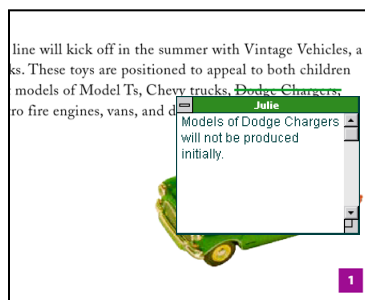 line will kick off in the summer with Vintage Vehicles, a
ks. These toys are positioned to appeal to both children
models of Model Ts, Chevy trucks, Dodge Chargers,
ro fire engines, vans, and d
Julie
Models of Dodge Chargers
will not be produced
initially.
1